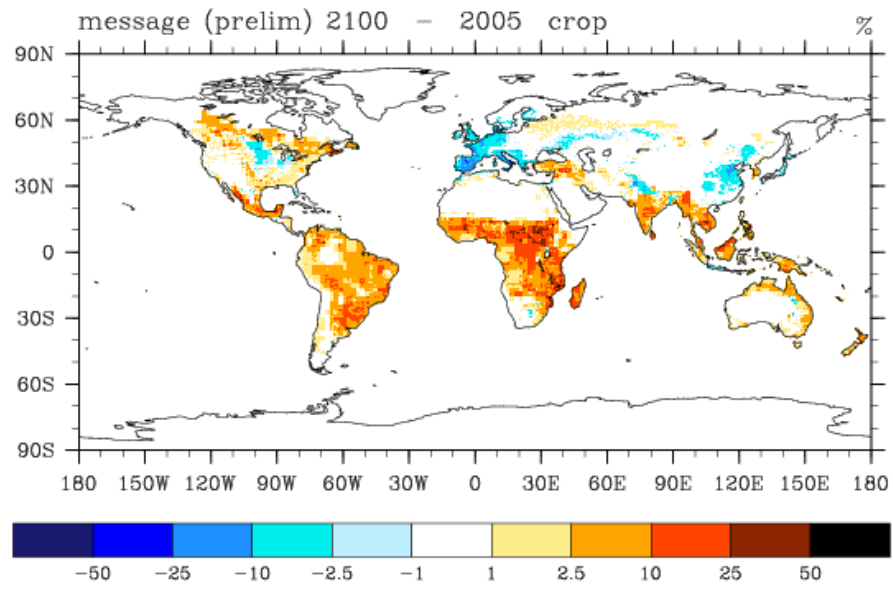 message (prelim) 2100 – 2005 crop %
90N
60N
30N
0
30S
60S
90S
180 150W 120W 90W 60W 30W 0 30E 60E 90E 120E 150E 180
−50 −25 −10 −2.5 −1 1 2.5 10 25 50